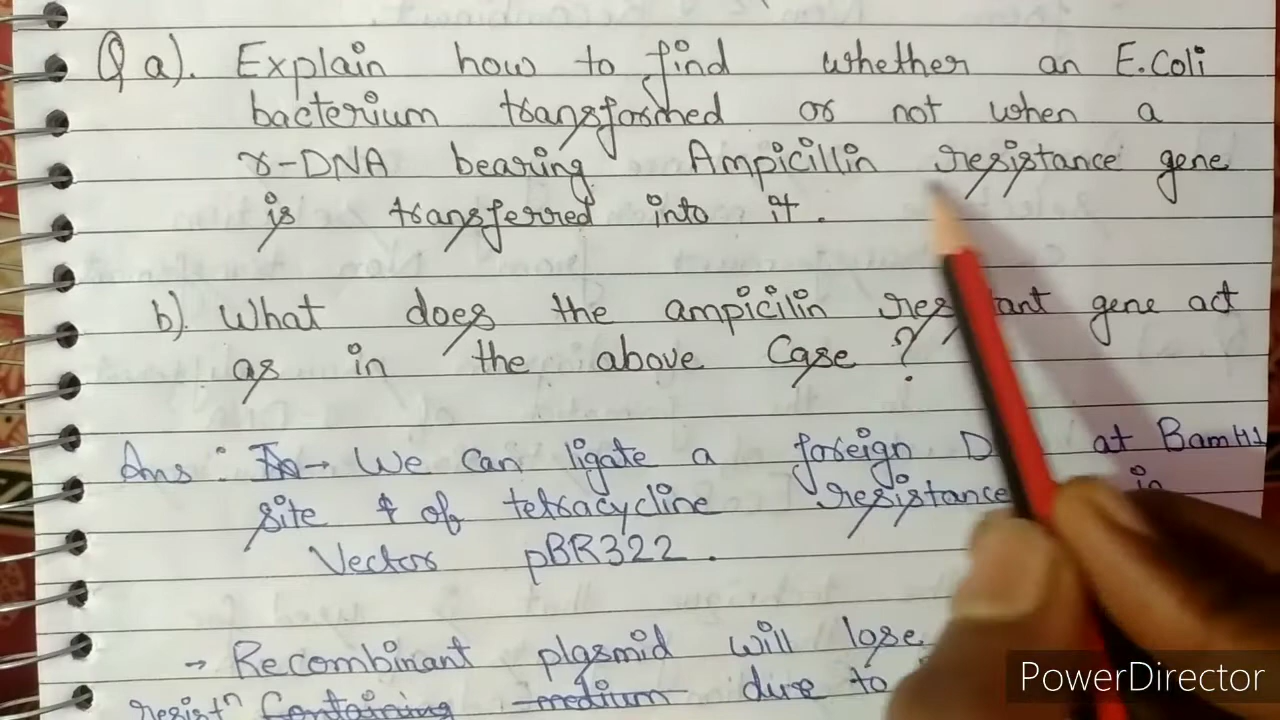 Q a). Explain how to find whether an E.Coli
bacterium transformed or not when a
r-DNA bearing Ampicillin resistance gene
is transferred into it.
b). What does the ampicilin resistant gene act
as in the above Case ?
Ans : We can ligate a foreign at BamH1
site & of tetracycline resistance in
Vector pBR322.
→ Recombinant plasmid will lose
resistn Containing medium due to
PowerDirector